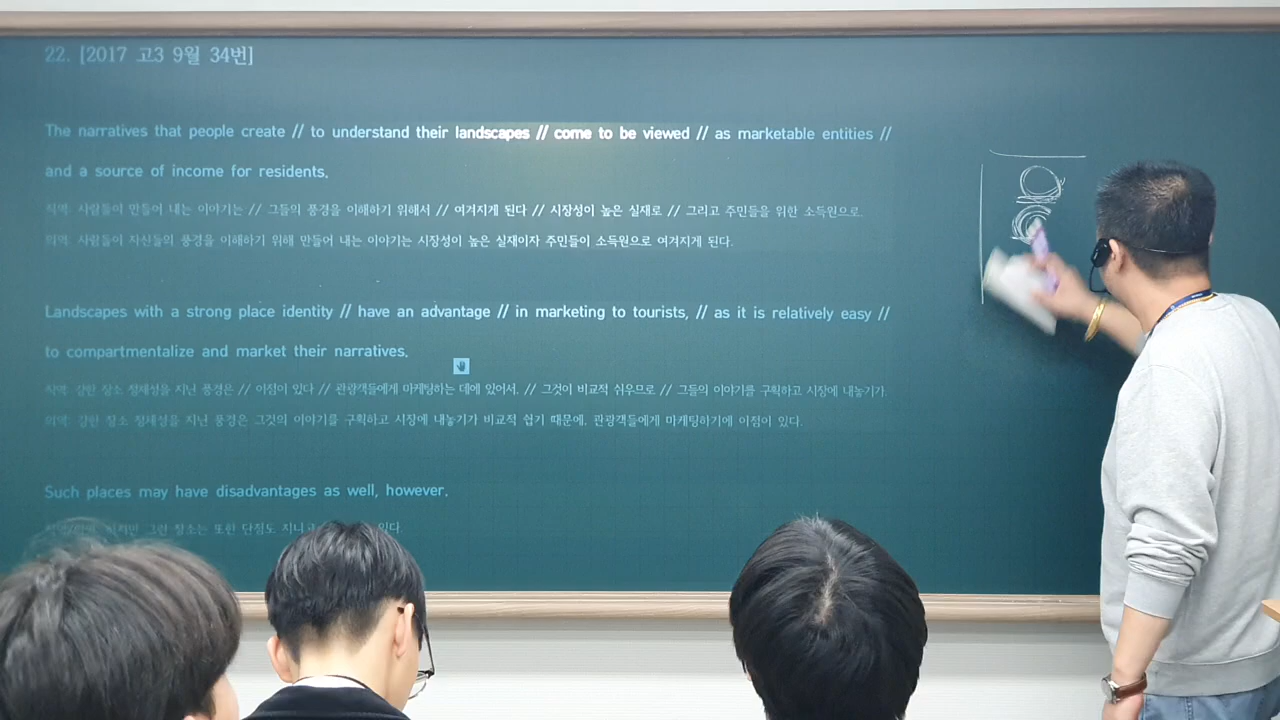 22. [2017 고3 9월 34번]
The narratives that people create // to understand their landscapes // come to be viewed // as marketable entities //
and a source of income for residents.
직역: 사람들이 만들어 내는 이야기는 // 그들의 풍경을 이해하기 위해서 // 여겨지게 된다 // 시장성이 높은 실재로 // 그리고 주민들을 위한 소득원으로.
의역: 사람들이 자신들의 풍경을 이해하기 위해 만들어 내는 이야기는 시장성이 높은 실재이자 주민들이 소득원으로 여겨지게 된다.
Landscapes with a strong place identity // have an advantage // in marketing to tourists, // as it is relatively easy //
to compartmentalize and market their narratives.
직역: 강한 장소 정체성을 지닌 풍경은 // 이점이 있다 // 관광객들에게 마케팅하는 데에 있어서, // 그것이 비교적 쉬우므로 // 그들의 이야기를 구획하고 시장에 내놓기가.
의역: 강한 장소 정체성을 지닌 풍경은 그것의 이야기를 구획하고 시장에 내놓기가 비교적 쉽기 때문에, 관광객들에게 마케팅하기에 이점이 있다.
Such places may have disadvantages as well, however.
그런 장소는 또한 단점도